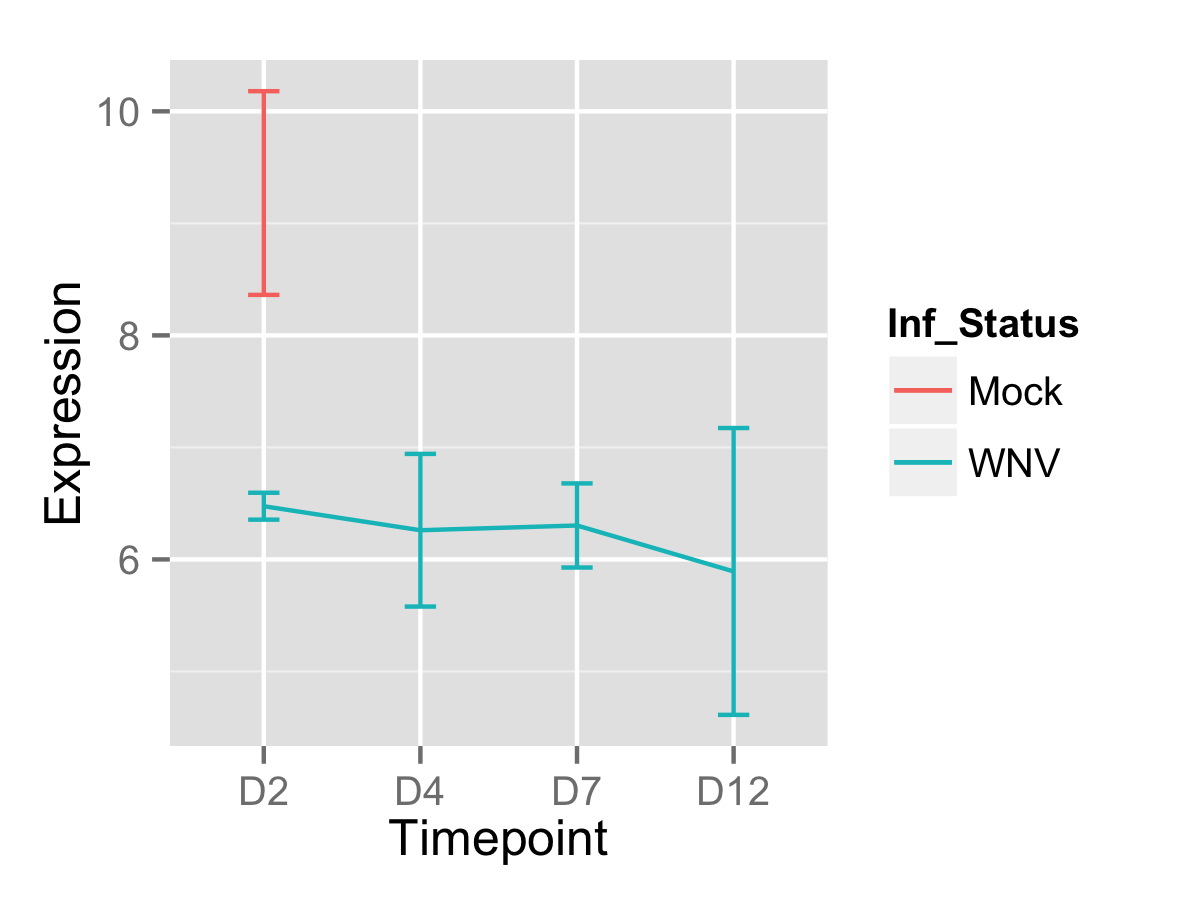 10
8
6
Expression
D2 D4 D7 D12
Timepoint
Inf_Status
Mock
WNV